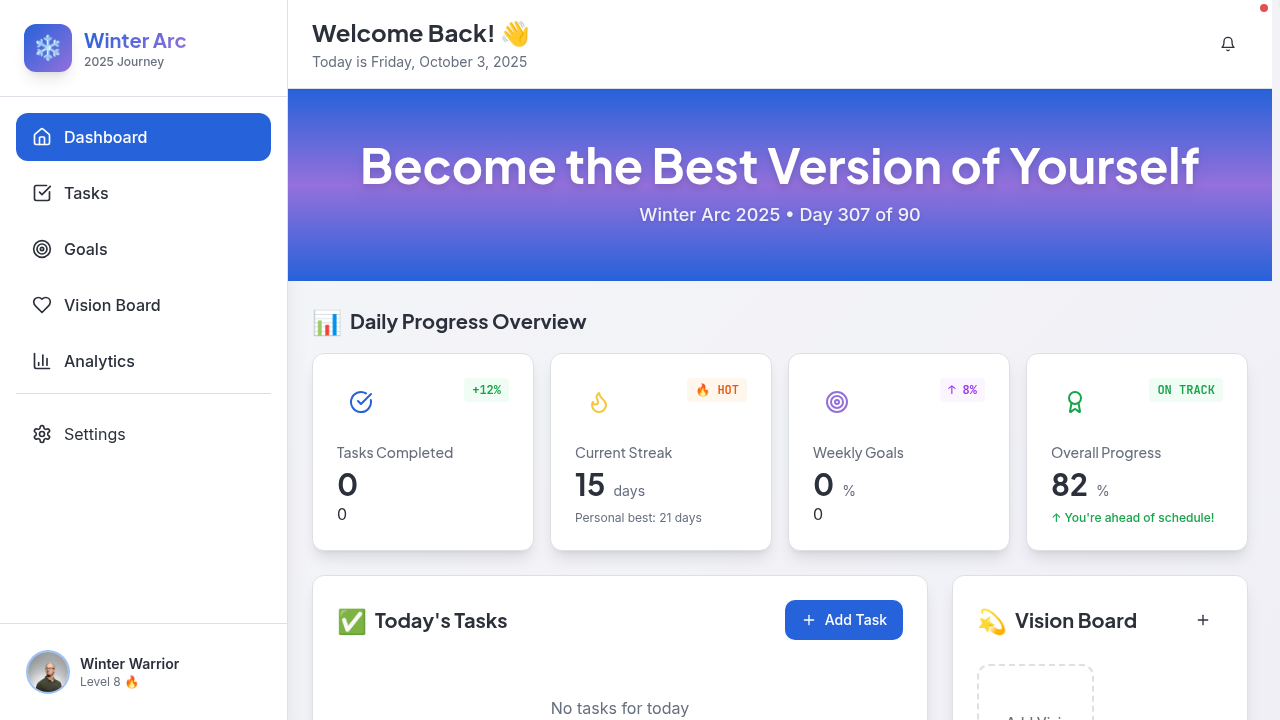 Winter Arc
2025 Journey
Dashboard
Tasks
Goals
Vision Board
Analytics
Settings
Winter Warrior
Level 8 🔥
Welcome Back! 👋
Today is Friday, October 3, 2025
Become the Best Version of Yourself
Winter Arc 2025 • Day 307 of 90
📊 Daily Progress Overview
+12%
Tasks Completed
0
0
🔥 HOT
Current Streak
15 days
Personal best: 21 days
↑ 8%
Weekly Goals
0 %
0
ON TRACK
Overall Progress
82 %
↑ You're ahead of schedule!
✅ Today's Tasks
Add Task
No tasks for today
💫 Vision Board